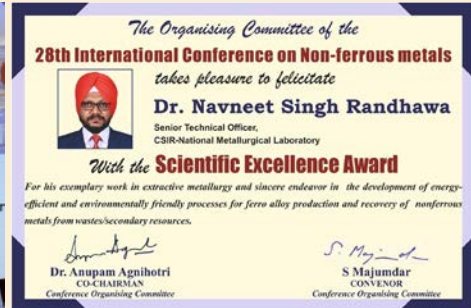 The Organising Committee of the
28th International Conference on Non-ferrous metals
takes pleasure to felicitate
Dr. Navneet Singh Randhawa
Senior Technical Officer,
CSIR-National Metallurgical Laboratory
With the Scientific Excellence Award
For his exemplary work in extractive metallurgy and sincere endeavor in the development of energy-
efficient and environmentally friendly processes for ferro alloy production and recovery of nonferrous
metals from wastes/secondary resources.
Dr. Anupam Agnihotri
CO-CHAIRMAN
Conference Organising Committee
S. Majumdar
S Majumdar
CONVENOR
Conference Organising Committee